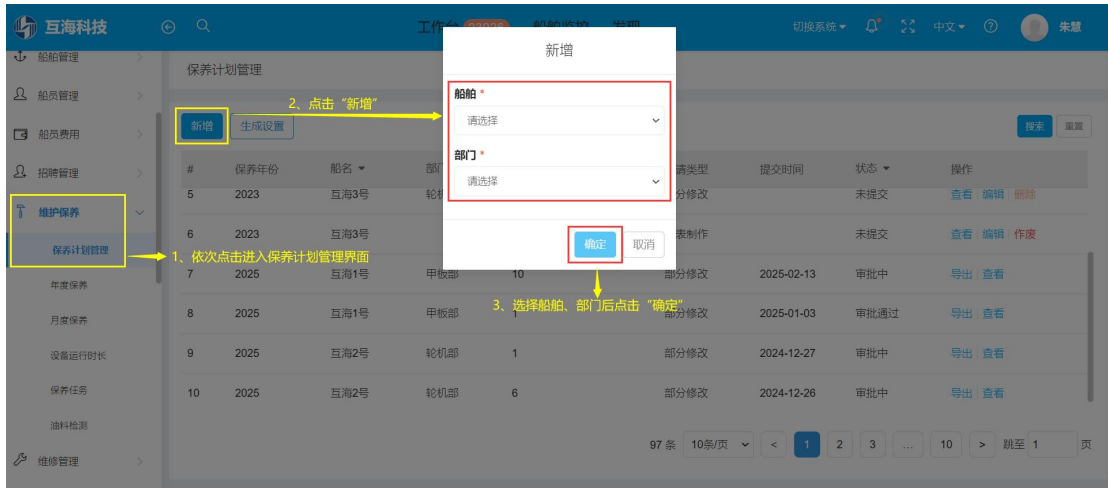 互海科技
工作台 23026 船舶监控 发现
切换系统 中文 朱慧
船舶管理
船员管理
船员费用
招聘管理
维护保养
保养计划管理
年度保养
月度保养
设备运行时长
保养任务
油料检测
维修管理
保养计划管理
新增 生成设置
搜索 重置
2、点击“新增”
新增
船舶 *
请选择
部门 *
请选择
确定 取消
1、依次点击进入保养计划管理界面
3、选择船舶、部门后点击“确定”
# 保养年份 船名 部门 请类型 提交时间 状态 操作
5 2023 互海3号 轮机 分修改 未提交 查看 编辑 删除
6 2023 互海3号 表制作 未提交 查看 编辑 作废
7 2025 互海1号 甲板部 10 部分修改 2025-02-13 审批中 导出 查看
8 2025 互海1号 甲板部 1 部分修改 2025-01-03 审批通过 导出 查看
9 2025 互海2号 轮机部 1 部分修改 2024-12-27 审批中 导出 查看
10 2025 互海2号 轮机部 6 部分修改 2024-12-26 审批中 导出 查看
97 条 10条/页 < 1 2 3 ... 10 > 跳至 1 页